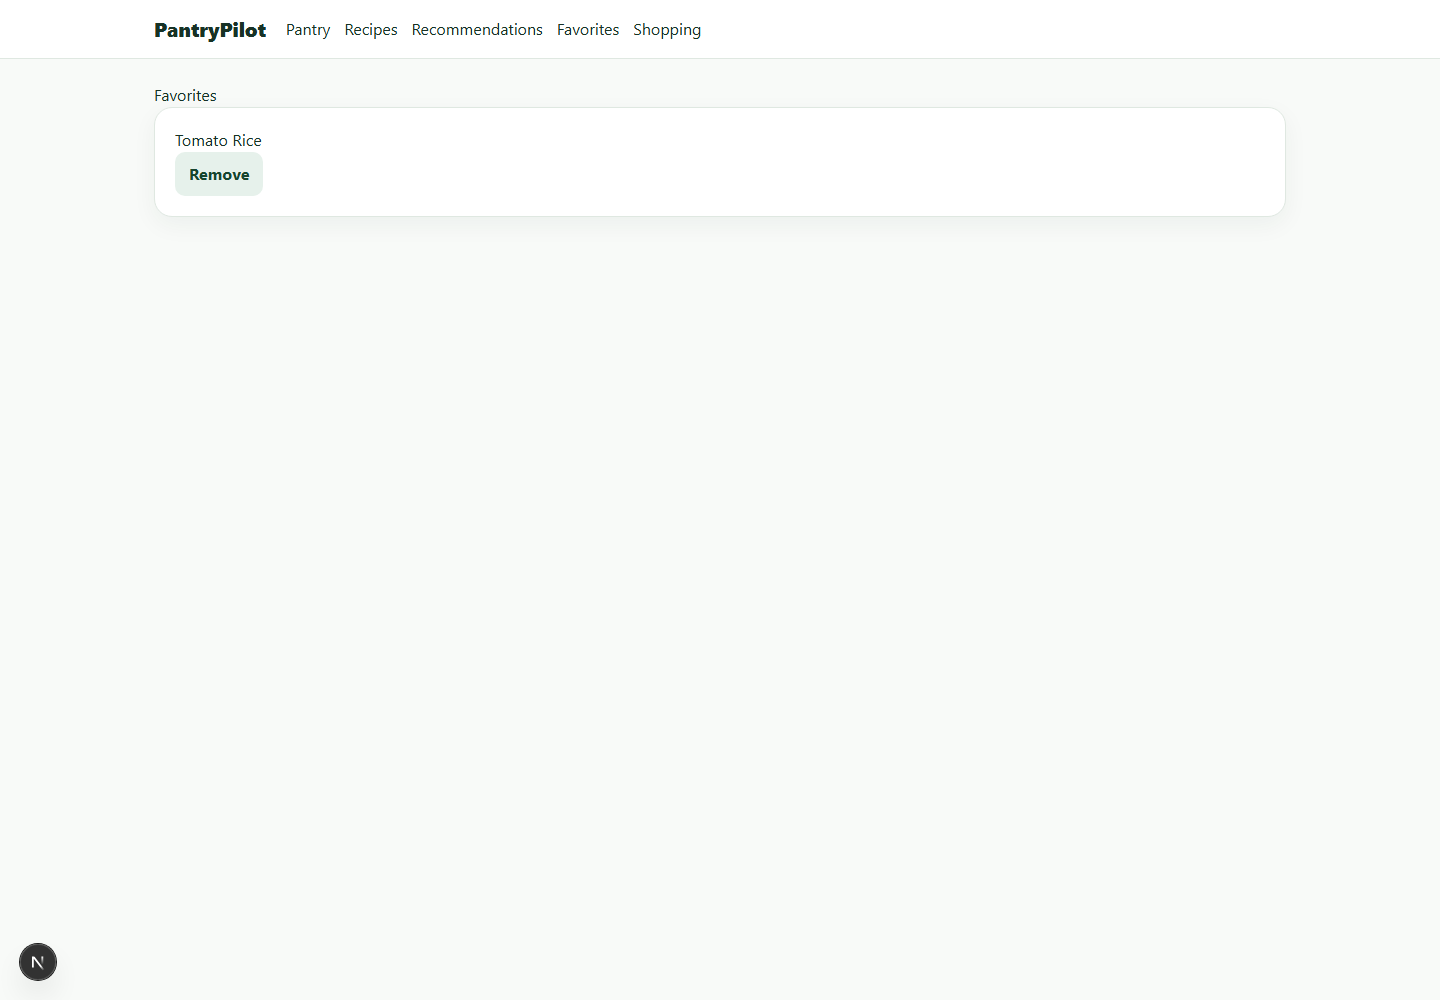 PantryPilot Pantry Recipes Recommendations Favorites Shopping
Favorites
Tomato Rice
Remove
N